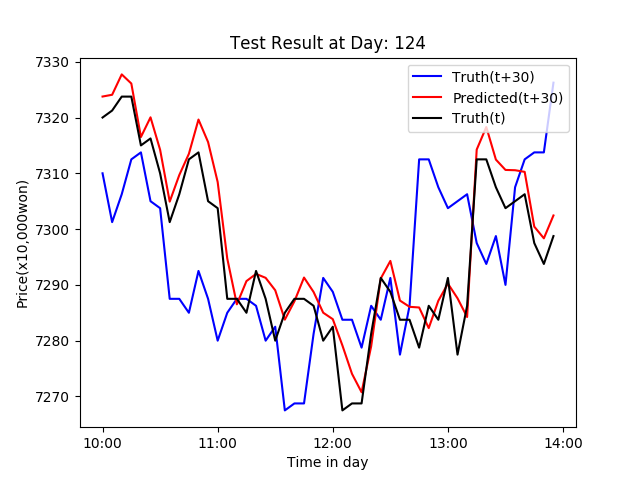 Test Result at Day: 124
Truth(t+30)
Predicted(t+30)
Truth(t)
Price(x10,000won)
7330
7320
7310
7300
7290
7280
7270
10:00 11:00 12:00 13:00 14:00
Time in day